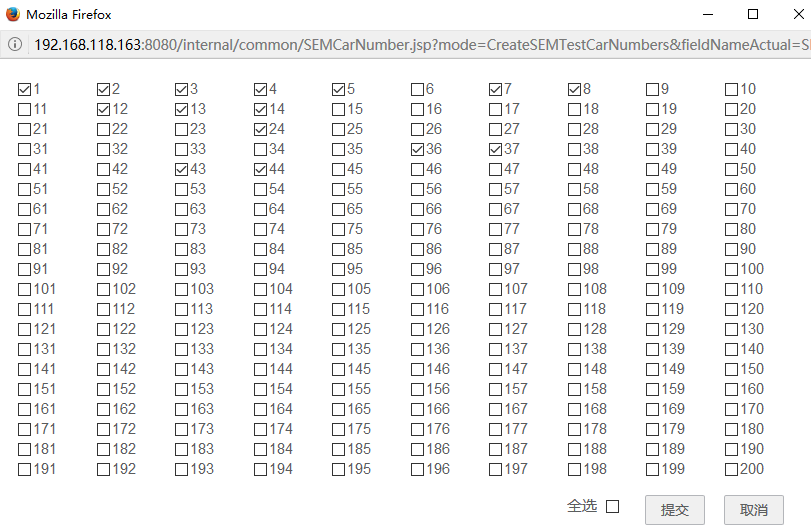 Mozilla Firefox
192.168.118.163:8080/internal/common/SEMCarNumber.jsp?mode=CreateSEMTestCarNumbers&fieldNameActual=S
1 2 3 4 5 6 7 8 9 10
11 12 13 14 15 16 17 18 19 20
21 22 23 24 25 26 27 28 29 30
31 32 33 34 35 36 37 38 39 40
41 42 43 44 45 46 47 48 49 50
51 52 53 54 55 56 57 58 59 60
61 62 63 64 65 66 67 68 69 70
71 72 73 74 75 76 77 78 79 80
81 82 83 84 85 86 87 88 89 90
91 92 93 94 95 96 97 98 99 100
101 102 103 104 105 106 107 108 109 110
111 112 113 114 115 116 117 118 119 120
121 122 123 124 125 126 127 128 129 130
131 132 133 134 135 136 137 138 139 140
141 142 143 144 145 146 147 148 149 150
151 152 153 154 155 156 157 158 159 160
161 162 163 164 165 166 167 168 169 170
171 172 173 174 175 176 177 178 179 180
181 182 183 184 185 186 187 188 189 190
191 192 193 194 195 196 197 198 199 200
全选 提交 取消